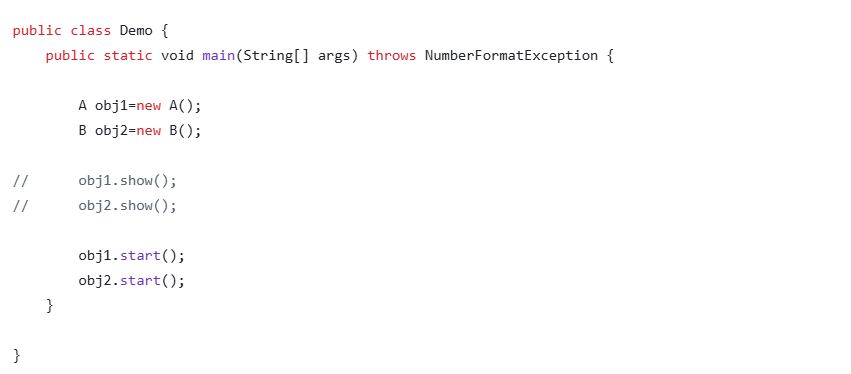 public class Demo {
    public static void main(String[] args) throws NumberFormatException {
        A obj1=new A();
        B obj2=new B();
//      obj1.show();
//      obj2.show();
        obj1.start();
        obj2.start();
    }
}